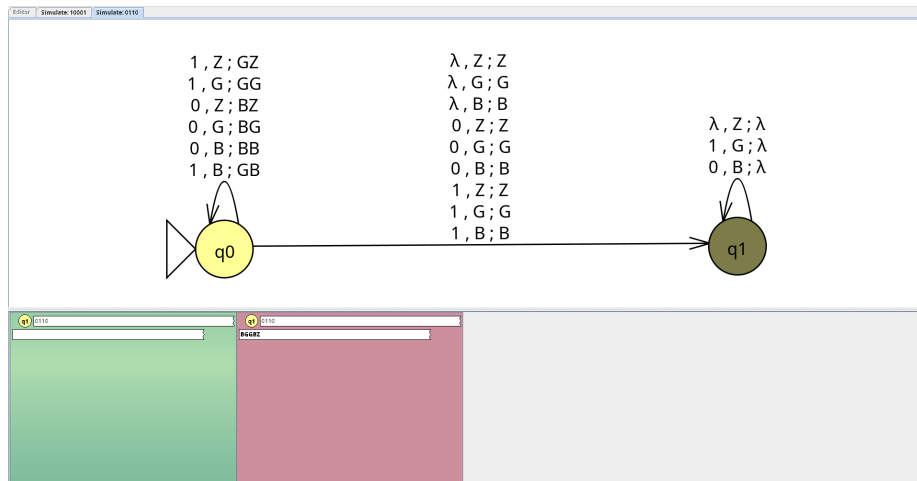 Editor Simulate: 10001 Simulate: 0110
1 , Z ; GZ
1 , G ; GG
0 , Z ; BZ
0 , G ; BG
0 , B ; BB
1 , B ; GB
λ , Z ; Z
λ , G ; G
λ , B ; B
0 , Z ; Z
0 , G ; G
0 , B ; B
1 , Z ; Z
1 , G ; G
1 , B ; B
λ , Z ; λ
1 , G ; λ
0 , B ; λ
q0
q1
q1 0110
q1 0110
BGGBZ